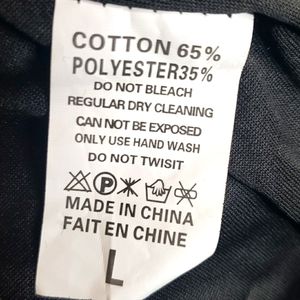 COTTON 65%
POLYESTER35%
DO NOT BLEACH
REGULAR DRY CLEANING
CAN NOT BE EXPOSED
ONLY USE HAND WASH
DO NOT TWISIT
P
MADE IN CHINA
FAIT EN CHINE
L